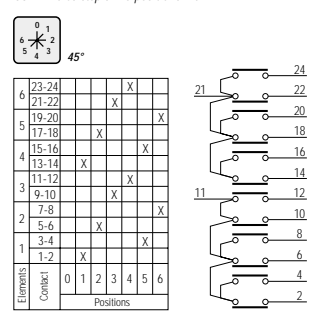 0
6 1
5 2
4 3
45°
6 23-24 X
21-22 X
5 19-20 X
17-18 X
4 15-16 X
13-14 X
3 11-12 X
9-10 X
2 7-8 X
5-6 X
1 3-4 X
1-2 X
Elements Contact 0 1 2 3 4 5 6
Positions
24
21 22
20
18
16
14
11 12
10
8
6
4
2